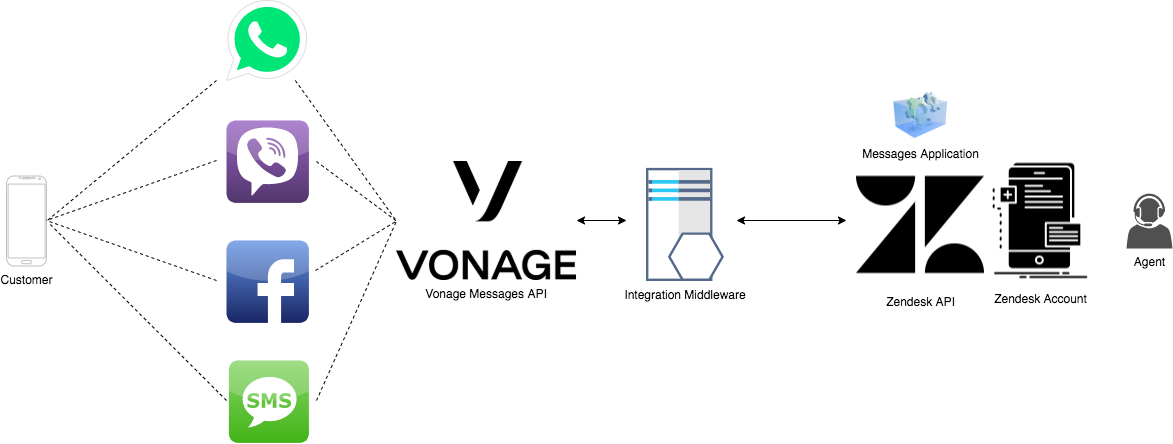 Customer
SMS
VONAGE
Vonage Messages API
Integration Middleware
Messages Application
Zendesk API
Zendesk Account
Agent